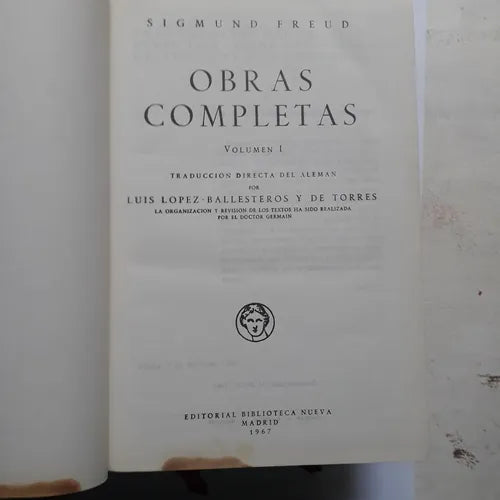 SIGMUND FREUD
OBRAS
COMPLETAS
VOLUMEN I
TRADUCCION DIRECTA DEL ALEMAN
POR
LUIS LOPEZ-BALLESTEROS Y DE TORRES
LA ORGANIZACION Y REVISION DE LOS TEXTOS HA SIDO REALIZADA
POR EL DOCTOR GERMAIN
EDITORIAL BIBLIOTECA NUEVA
MADRID
1967